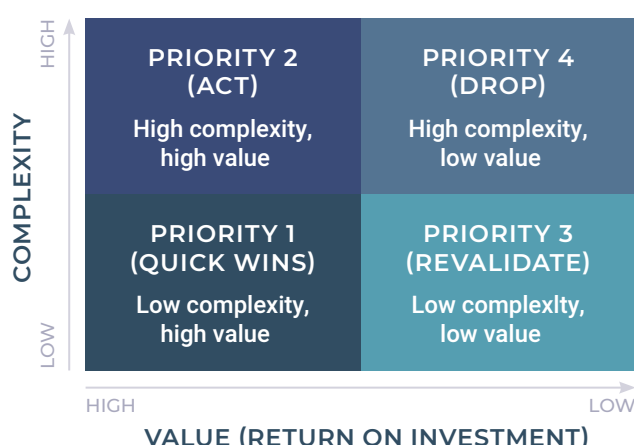 HIGH
COMPLEXITY
LOW
PRIORITY 2
(ACT)
High complexity,
high value
PRIORITY 4
(DROP)
High complexity,
low value
PRIORITY 1
(QUICK WINS)
Low complexity,
high value
PRIORITY 3
(REVALIDATE)
Low complexIty,
low value
HIGH
LOW
VALUE (RETURN ON INVESTMENT)